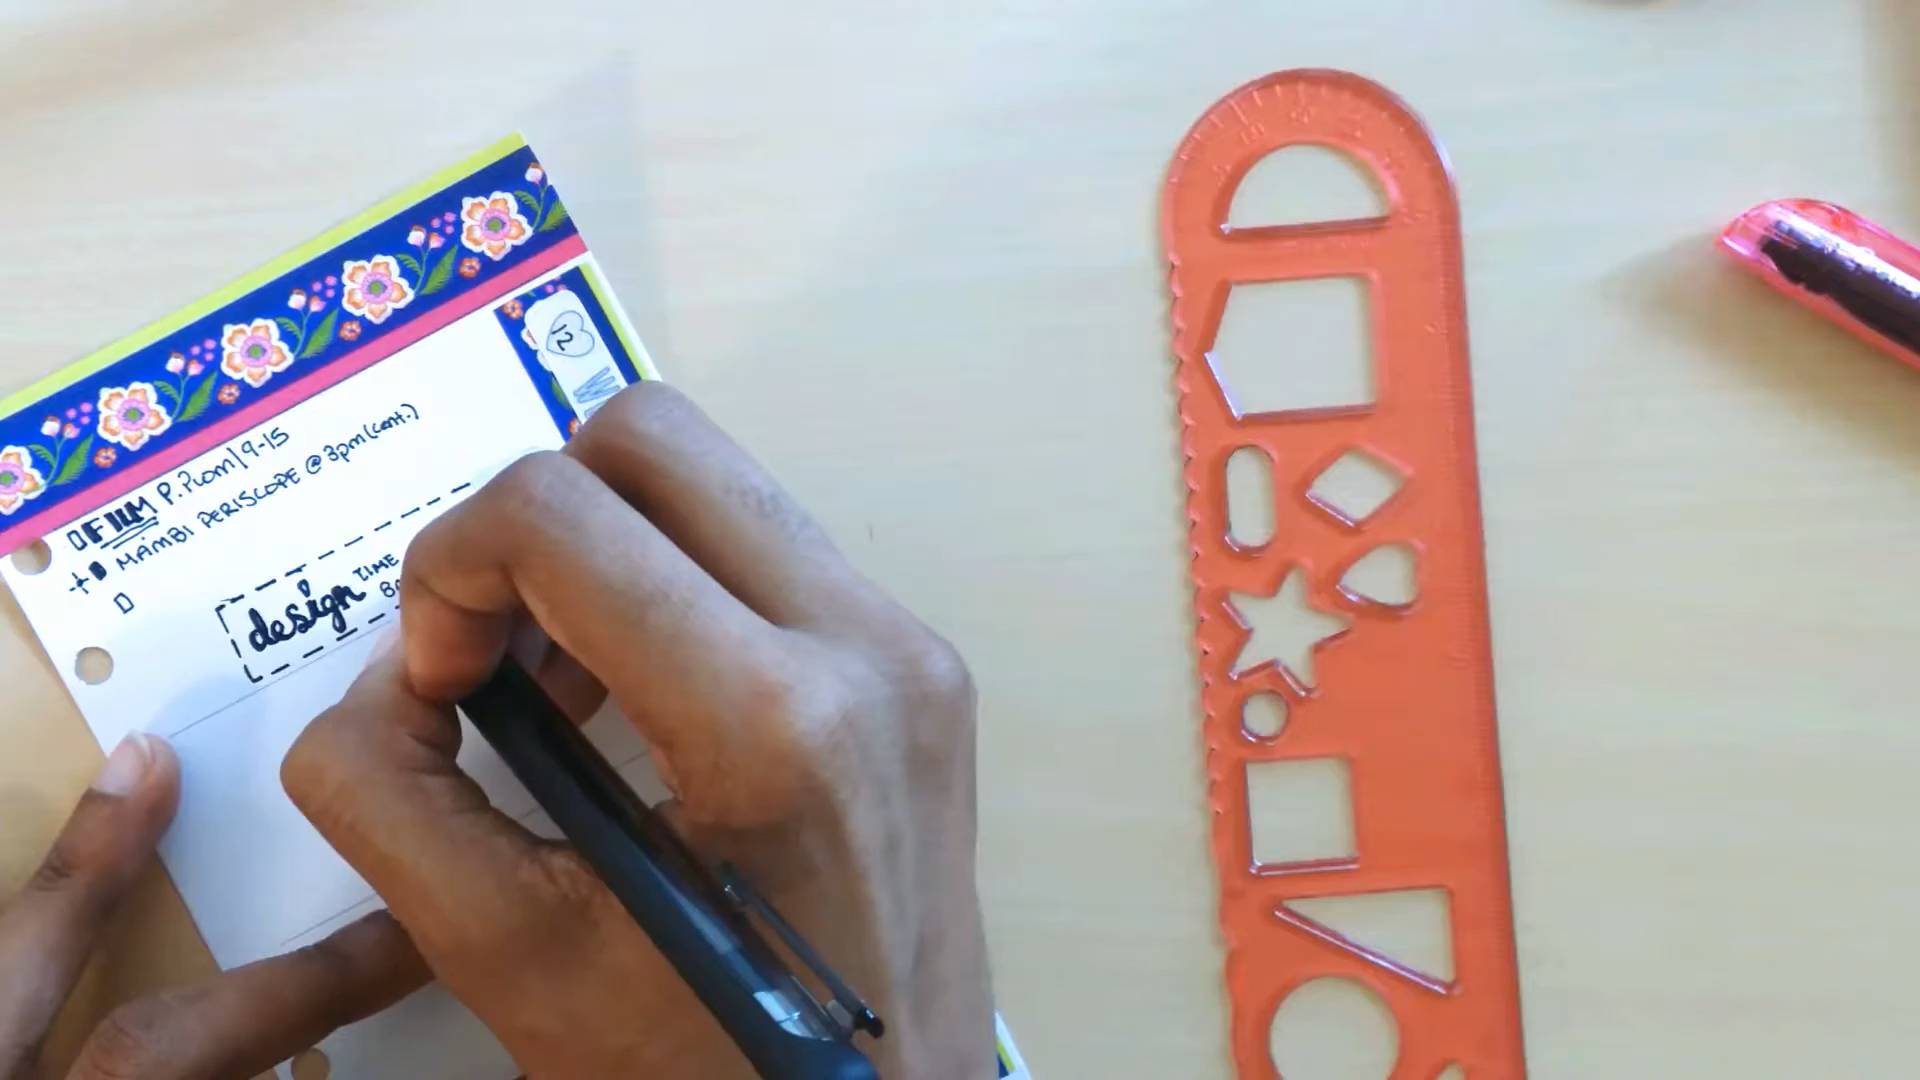 FILM P. Plom/9-15
MAMBI PERISCOPE @ 3pm (cont.)
design TIME
12